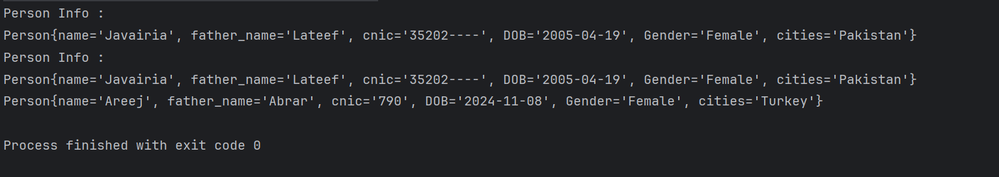 Person Info :
Person{name='Javairia', father_name='Lateef', cnic='35202----', DOB='2005-04-19', Gender='Female', cities='Pakistan'}
Person Info :
Person{name='Javairia', father_name='Lateef', cnic='35202----', DOB='2005-04-19', Gender='Female', cities='Pakistan'}
Person{name='Areej', father_name='Abrar', cnic='790', DOB='2024-11-08', Gender='Female', cities='Turkey'}
Process finished with exit code 0